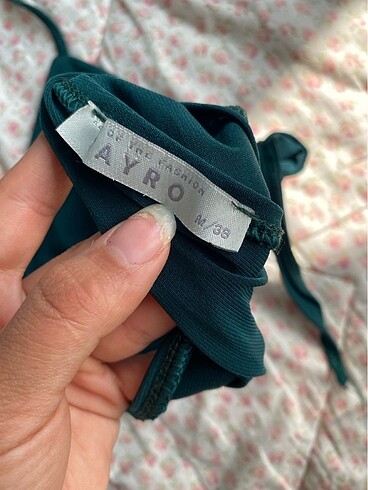 OF THE FASHION
AYRO
M/38